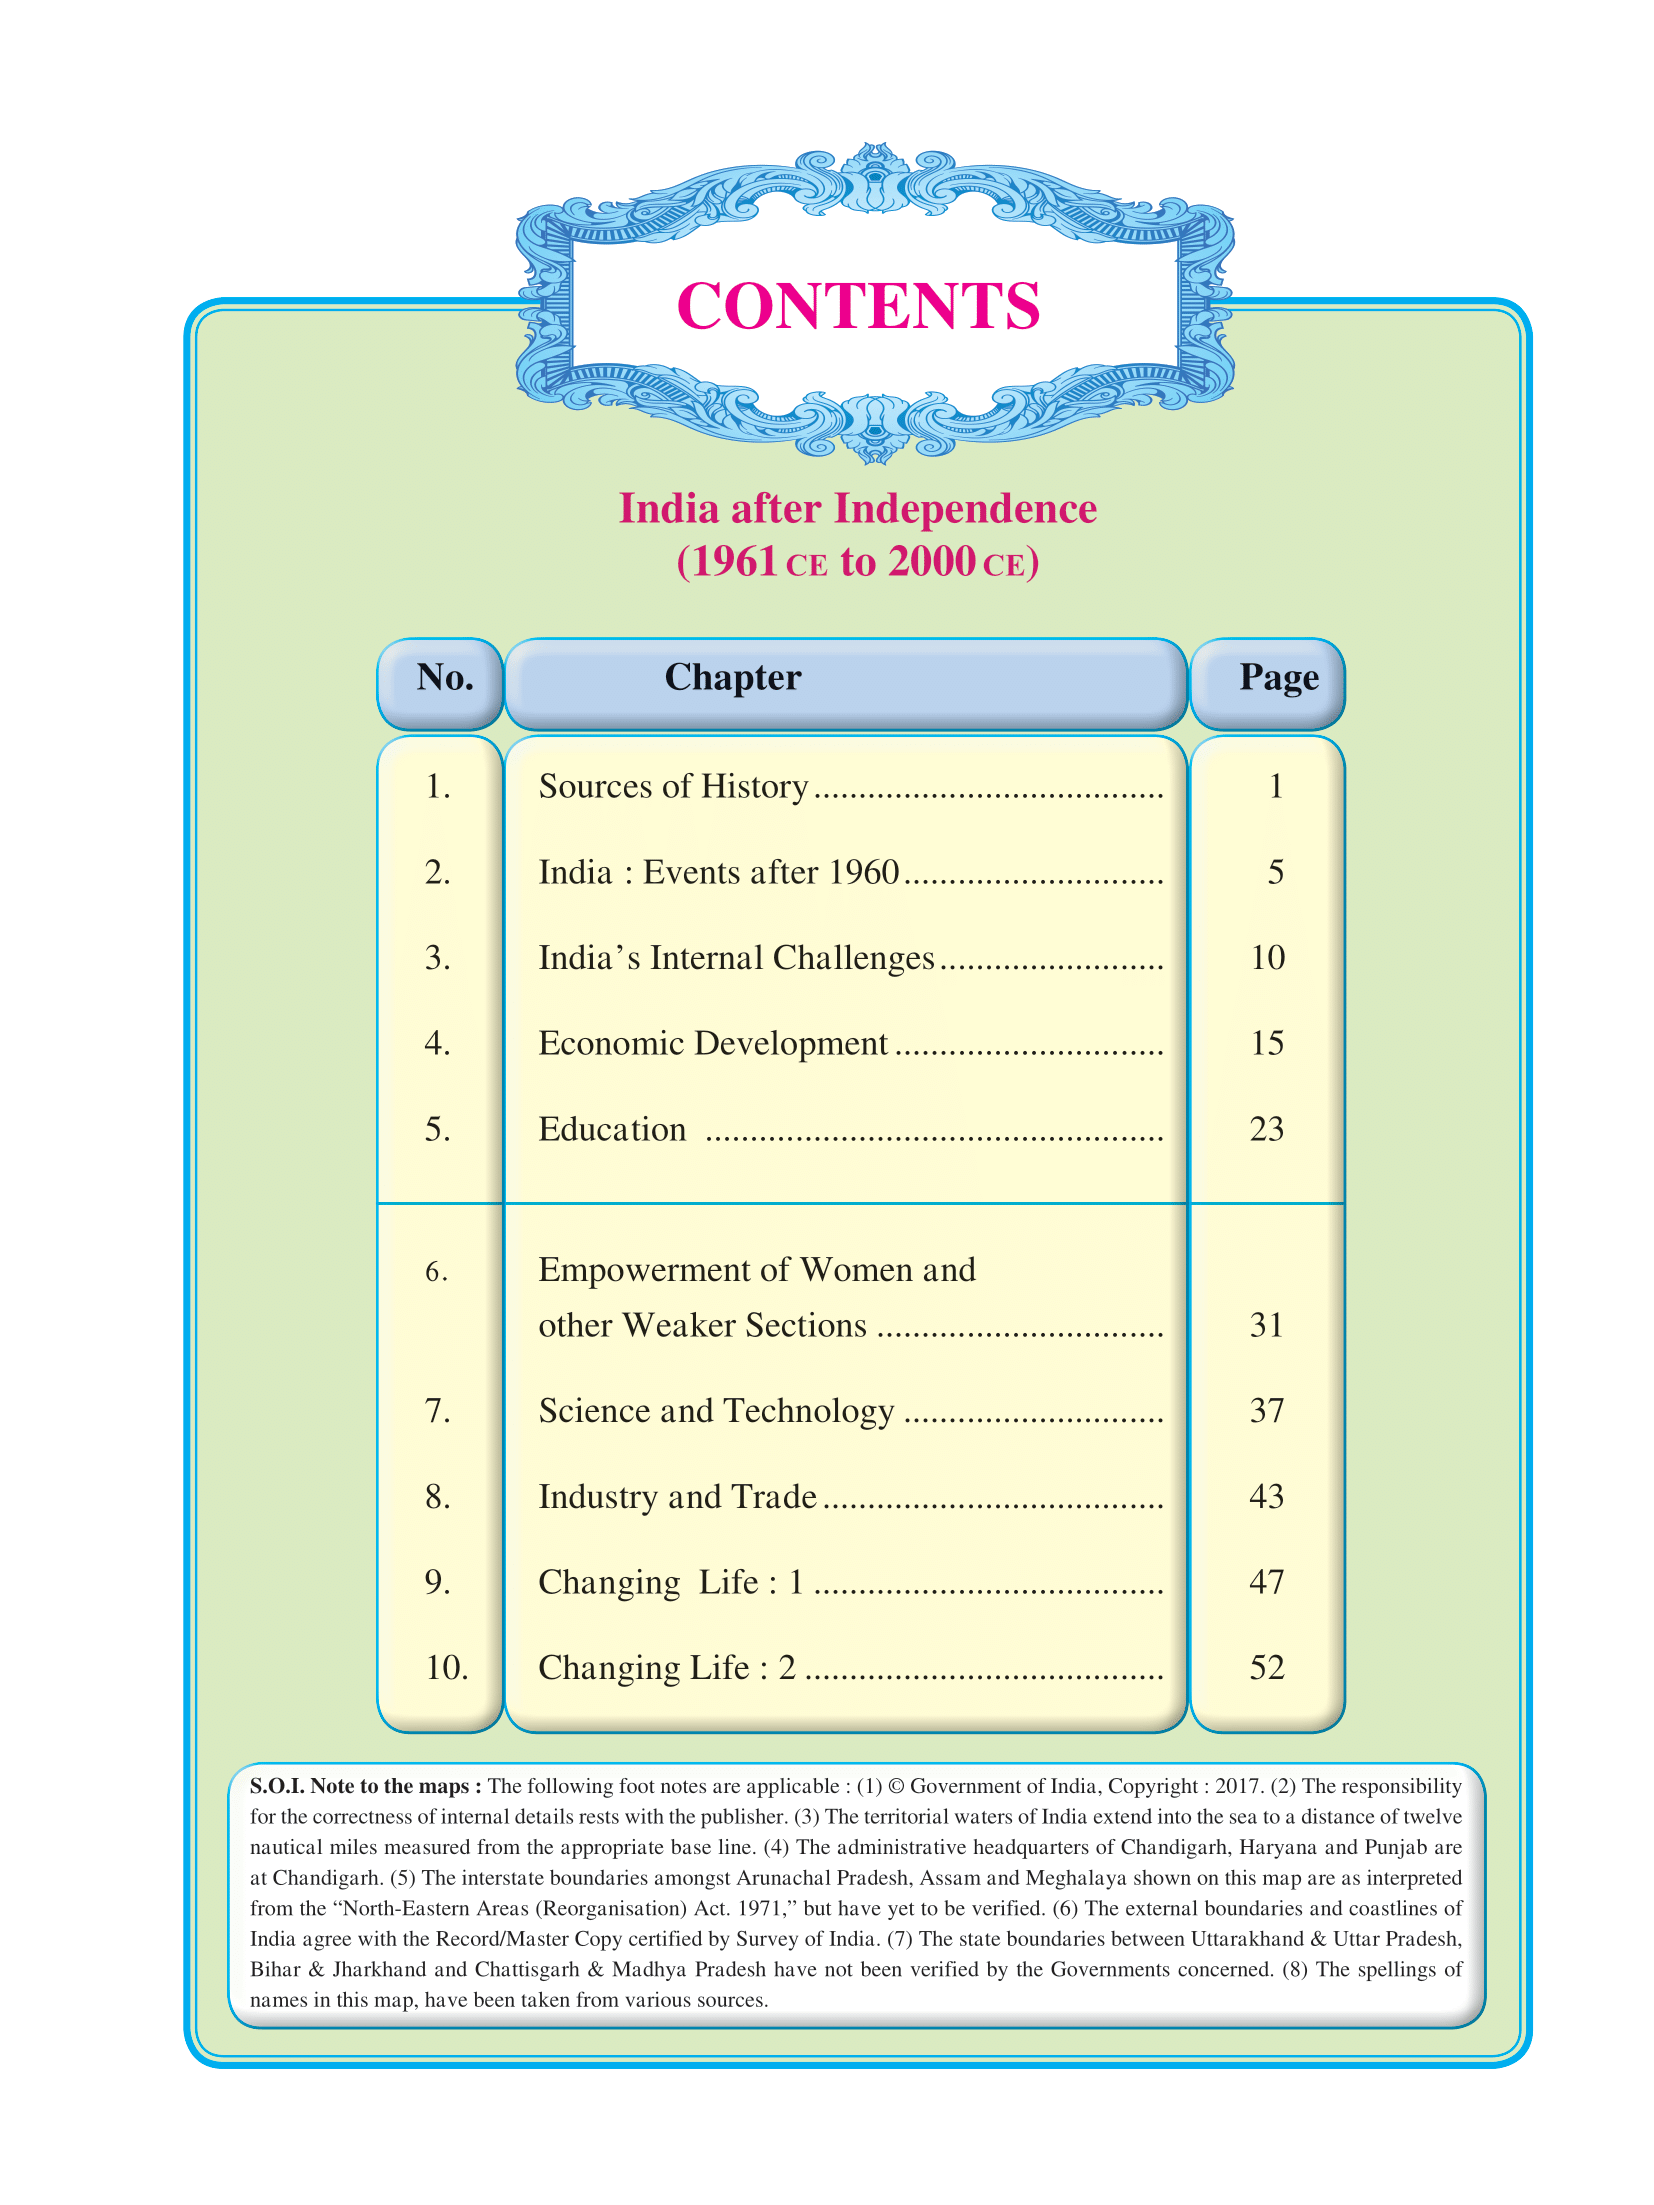 CONTENTS
India after Independence
(1961 CE to 2000 CE)
No. Chapter Page
1. Sources of History....................................... 1
2. India : Events after 1960............................. 5
3. India’s Internal Challenges......................... 10
4. Economic Development.............................. 15
5. Education ................................................... 23
6. Empowerment of Women and
other Weaker Sections ................................ 31
7. Science and Technology ............................. 37
8. Industry and Trade...................................... 43
9. Changing Life : 1 ....................................... 47
10. Changing Life : 2 ........................................ 52
S.O.I. Note to the maps : The following foot notes are applicable : (1) © Government of India, Copyright : 2017. (2) The responsibility
for the correctness of internal details rests with the publisher. (3) The territorial waters of India extend into the sea to a distance of twelve
nautical miles measured from the appropriate base line. (4) The administrative headquarters of Chandigarh, Haryana and Punjab are
at Chandigarh. (5) The interstate boundaries amongst Arunachal Pradesh, Assam and Meghalaya shown on this map are as interpreted
from the “North-Eastern Areas (Reorganisation) Act. 1971,” but have yet to be verified. (6) The external boundaries and coastlines of
India agree with the Record/Master Copy certified by Survey of India. (7) The state boundaries between Uttarakhand & Uttar Pradesh,
Bihar & Jharkhand and Chattisgarh & Madhya Pradesh have not been verified by the Governments concerned. (8) The spellings of
names in this map, have been taken from various sources.